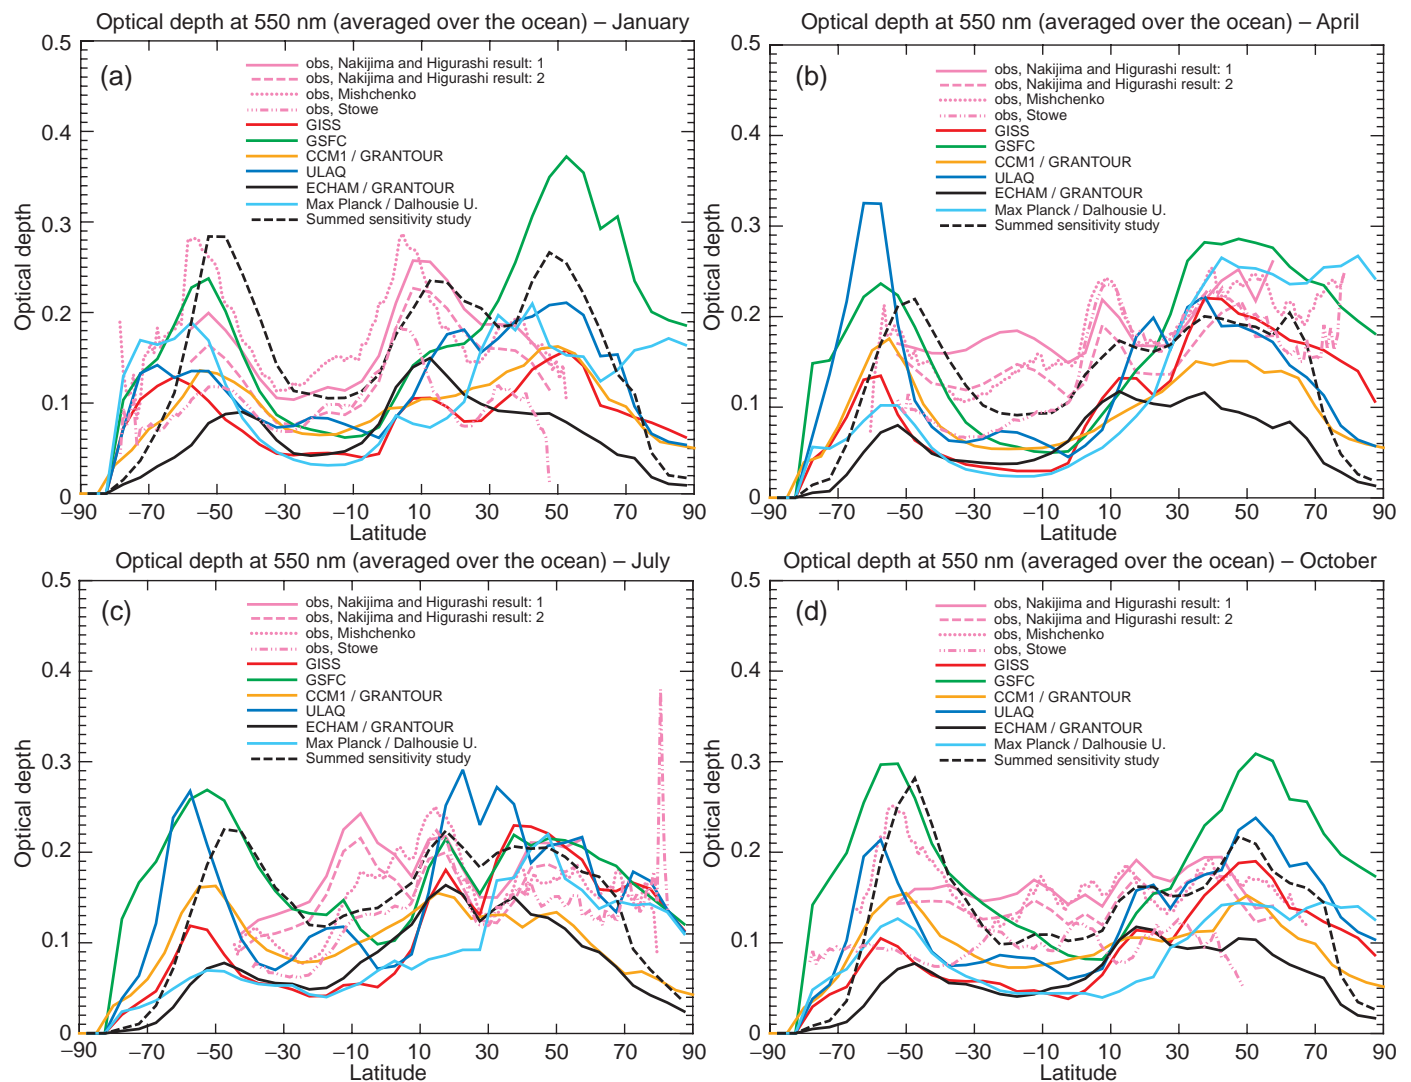 Optical depth at 550 nm (averaged over the ocean) – January
(a)
0.5
0.4
0.3
0.2
0.1
0
Optical depth
obs, Nakijima and Higurashi result: 1
obs, Nakijima and Higurashi result: 2
obs, Mishchenko
obs, Stowe
GISS
GSFC
CCM1 / GRANTOUR
ULAQ
ECHAM / GRANTOUR
Max Planck / Dalhousie U.
Summed sensitivity study
–90 –70 –50 –30 –10 10 30 50 70 90
Latitude
Optical depth at 550 nm (averaged over the ocean) – April
(b)
0.5
0.4
0.3
0.2
0.1
0
Optical depth
obs, Nakijima and Higurashi result: 1
obs, Nakijima and Higurashi result: 2
obs, Mishchenko
obs, Stowe
GISS
GSFC
CCM1 / GRANTOUR
ULAQ
ECHAM / GRANTOUR
Max Planck / Dalhousie U.
Summed sensitivity study
–90 –70 –50 –30 –10 10 30 50 70 90
Latitude
Optical depth at 550 nm (averaged over the ocean) – July
(c)
0.5
0.4
0.3
0.2
0.1
0
Optical depth
obs, Nakijima and Higurashi result: 1
obs, Nakijima and Higurashi result: 2
obs, Mishchenko
obs, Stowe
GISS
GSFC
CCM1 / GRANTOUR
ULAQ
ECHAM / GRANTOUR
Max Planck / Dalhousie U.
Summed sensitivity study
–90 –70 –50 –30 –10 10 30 50 70 90
Latitude
Optical depth at 550 nm (averaged over the ocean) – October
(d)
0.5
0.4
0.3
0.2
0.1
0
Optical depth
obs, Nakijima and Higurashi result: 1
obs, Nakijima and Higurashi result: 2
obs, Mishchenko
obs, Stowe
GISS
GSFC
CCM1 / GRANTOUR
ULAQ
ECHAM / GRANTOUR
Max Planck / Dalhousie U.
Summed sensitivity study
–90 –70 –50 –30 –10 10 30 50 70 90
Latitude